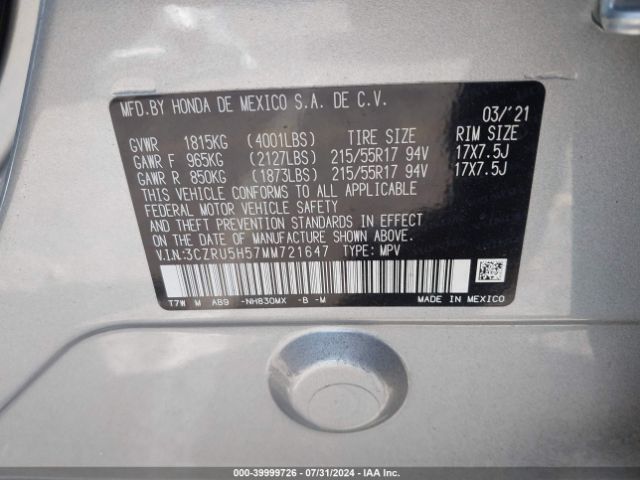 MFD.BY HONDA DE MEXICO S.A. DE C.V.
03/'21
GVWR 1815KG (4001LBS) TIRE SIZE RIM SIZE
GAWR F 965KG (2127LBS) 215/55R17 94V 17X7.5J
GAWR R 850KG (1873LBS) 215/55R17 94V 17X7.5J
THIS VEHICLE CONFORMS TO ALL APPLICABLE
FEDERAL MOTOR VEHICLE SAFETY
AND THEFT PREVENTION STANDARDS IN EFFECT
ON THE DATE OF MANUFACTURE SHOWN ABOVE.
V.I.N.:3CZRU5H57MM721647 TYPE: MPV
T7W M AB9 -NH830MX -B -M MADE IN MEXICO
000-39999726 - 07/31/2024 - IAA Inc.